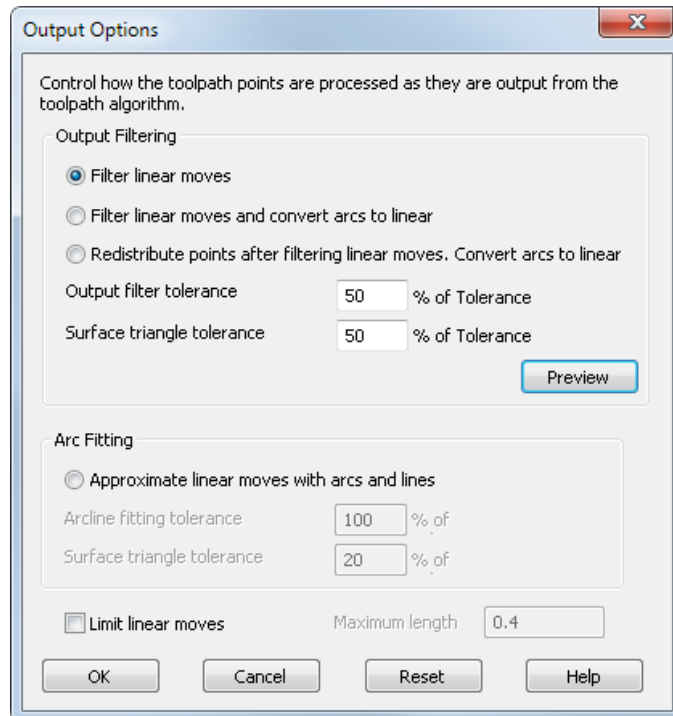 Output Options
Control how the toolpath points are processed as they are output from the
toolpath algorithm.
Output Filtering
Filter linear moves
Filter linear moves and convert arcs to linear
Redistribute points after filtering linear moves. Convert arcs to linear
Output filter tolerance 50 % of Tolerance
Surface triangle tolerance 50 % of Tolerance
Preview
Arc Fitting
Approximate linear moves with arcs and lines
Arcline fitting tolerance 100 % of
Surface triangle tolerance 20 % of
Limit linear moves Maximum length 0.4
OK Cancel Reset Help